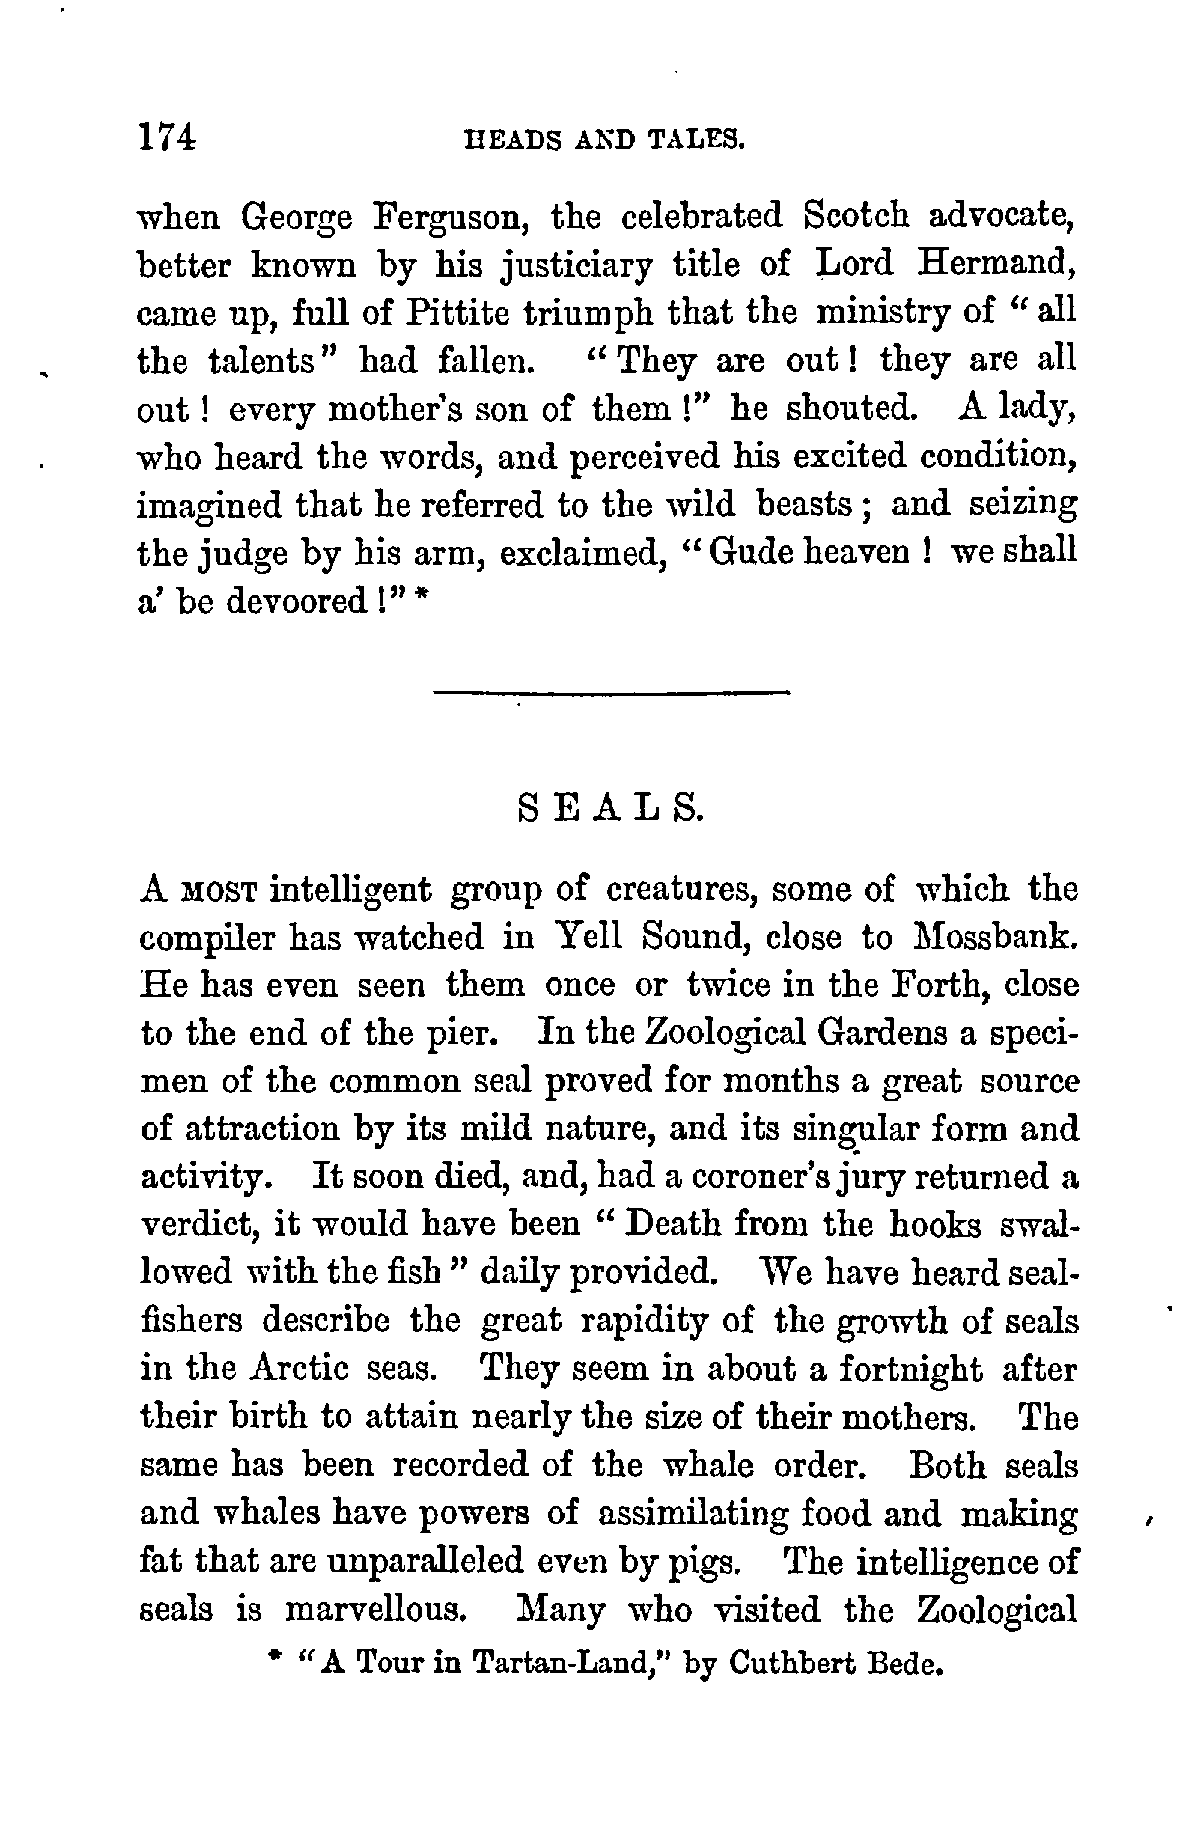 174 HEADS AND TALES.
when George Ferguson, the celebrated Scotch advocate,
better known by his justiciary title of Lord Hermand,
came up, full of Pittite triumph that the ministry of “ all
the talents” had fallen. “ They are out ! they are all
out ! every mother's son of them !” he shouted. A lady,
who heard the words, and perceived his excited condition,
imagined that he referred to the wild beasts ; and seizing
the judge by his arm, exclaimed, “ Gude heaven ! we shall
a' be devoored !” *
SEALS.
A MOST intelligent group of creatures, some of which the
compiler has watched in Yell Sound, close to Mossbank.
He has even seen them once or twice in the Forth, close
to the end of the pier. In the Zoological Gardens a speci-
men of the common seal proved for months a great source
of attraction by its mild nature, and its singular form and
activity. It soon died, and, had a coroner's jury returned a
verdict, it would have been “ Death from the hooks swal-
lowed with the fish ” daily provided. We have heard seal-
fishers describe the great rapidity of the growth of seals
in the Arctic seas. They seem in about a fortnight after
their birth to attain nearly the size of their mothers. The
same has been recorded of the whale order. Both seals
and whales have powers of assimilating food and making
fat that are unparalleled even by pigs. The intelligence of
seals is marvellous. Many who visited the Zoological
* “ A Tour in Tartan-Land,” by Cuthbert Bede.